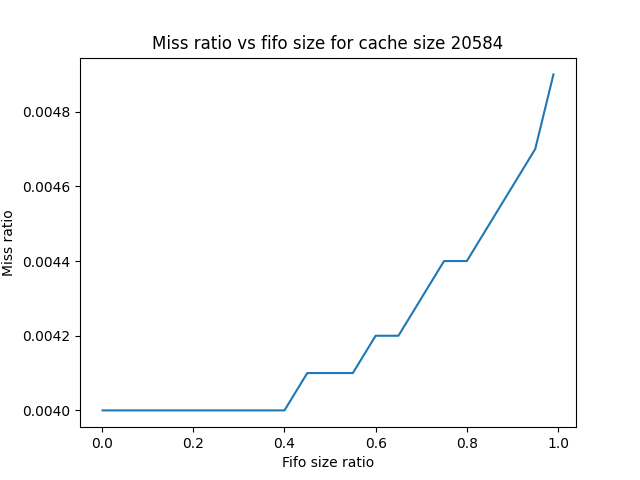 Miss ratio vs fifo size for cache size 20584
Miss ratio
0.0048
0.0046
0.0044
0.0042
0.0040
0.0 0.2 0.4 0.6 0.8 1.0
Fifo size ratio